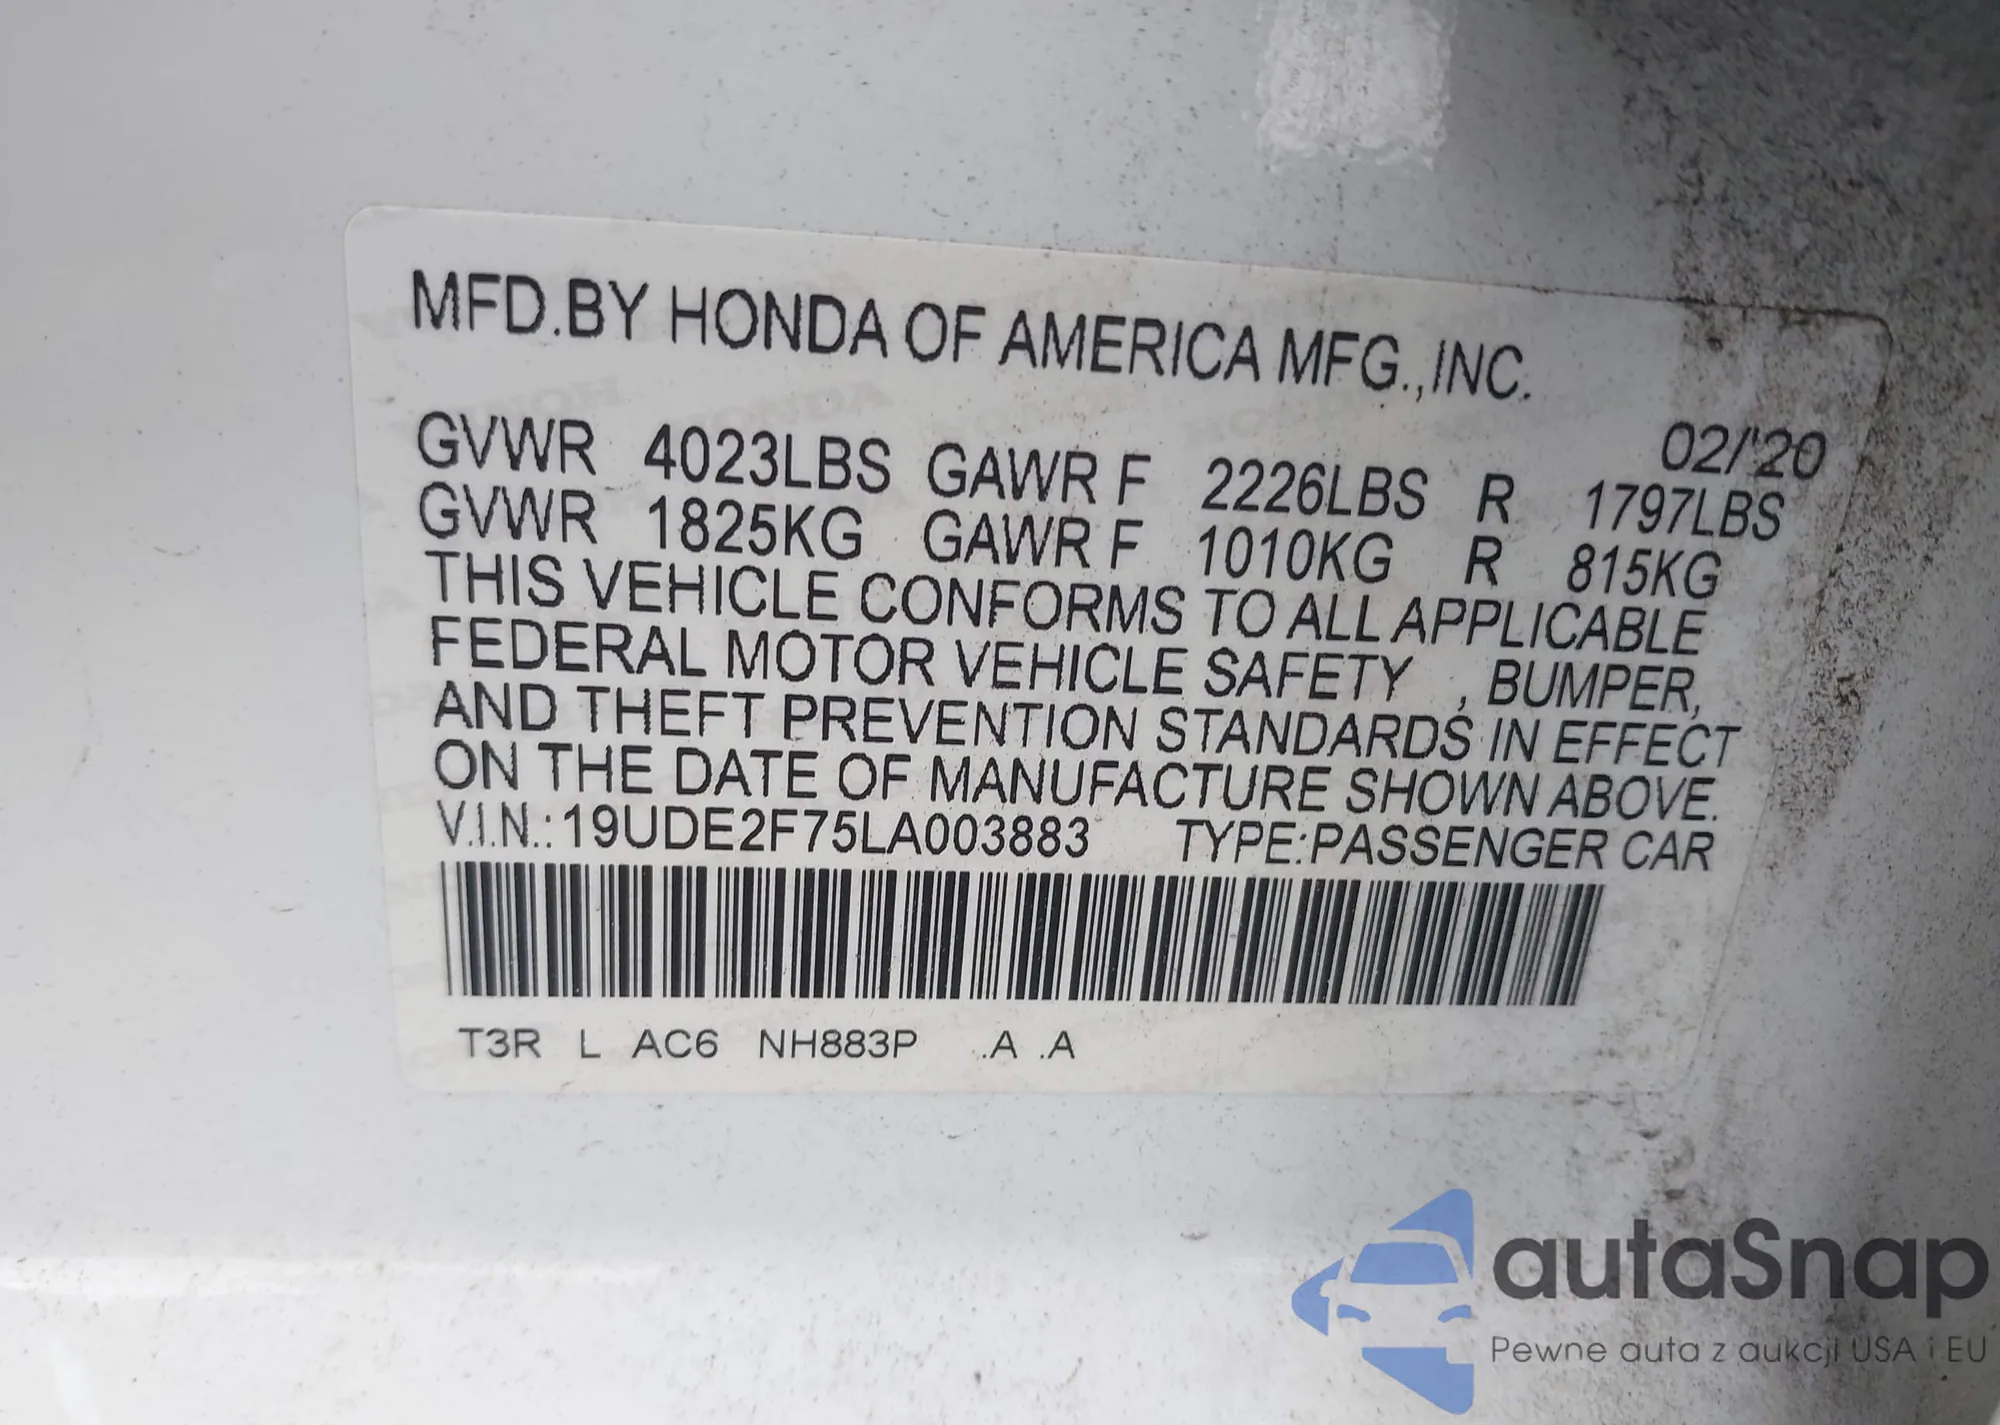 MFD.BY HONDA OF AMERICA MFG.,INC.
02/'20
GVWR 4023LBS GAWR F 2226LBS R 1797LBS
GVWR 1825KG GAWR F 1010KG R 815KG
THIS VEHICLE CONFORMS TO ALL APPLICABLE
FEDERAL MOTOR VEHICLE SAFETY , BUMPER,
AND THEFT PREVENTION STANDARDS IN EFFECT
ON THE DATE OF MANUFACTURE SHOWN ABOVE.
V.I.N.:19UDE2F75LA003883 TYPE:PASSENGER CAR
T3R L AC6 NH883P .A .A
autaSnap
Pewne auta z aukcji USA i EU